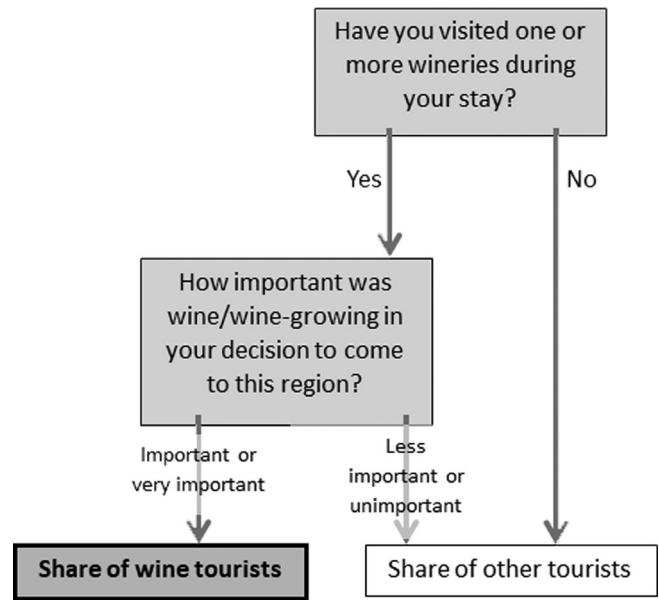 Have you visited one or
more wineries during
your stay?
Yes
No
How important was
wine/wine-growing in
your decision to come
to this region?
Important or
very important
Less
important or
unimportant
Share of wine tourists
Share of other tourists